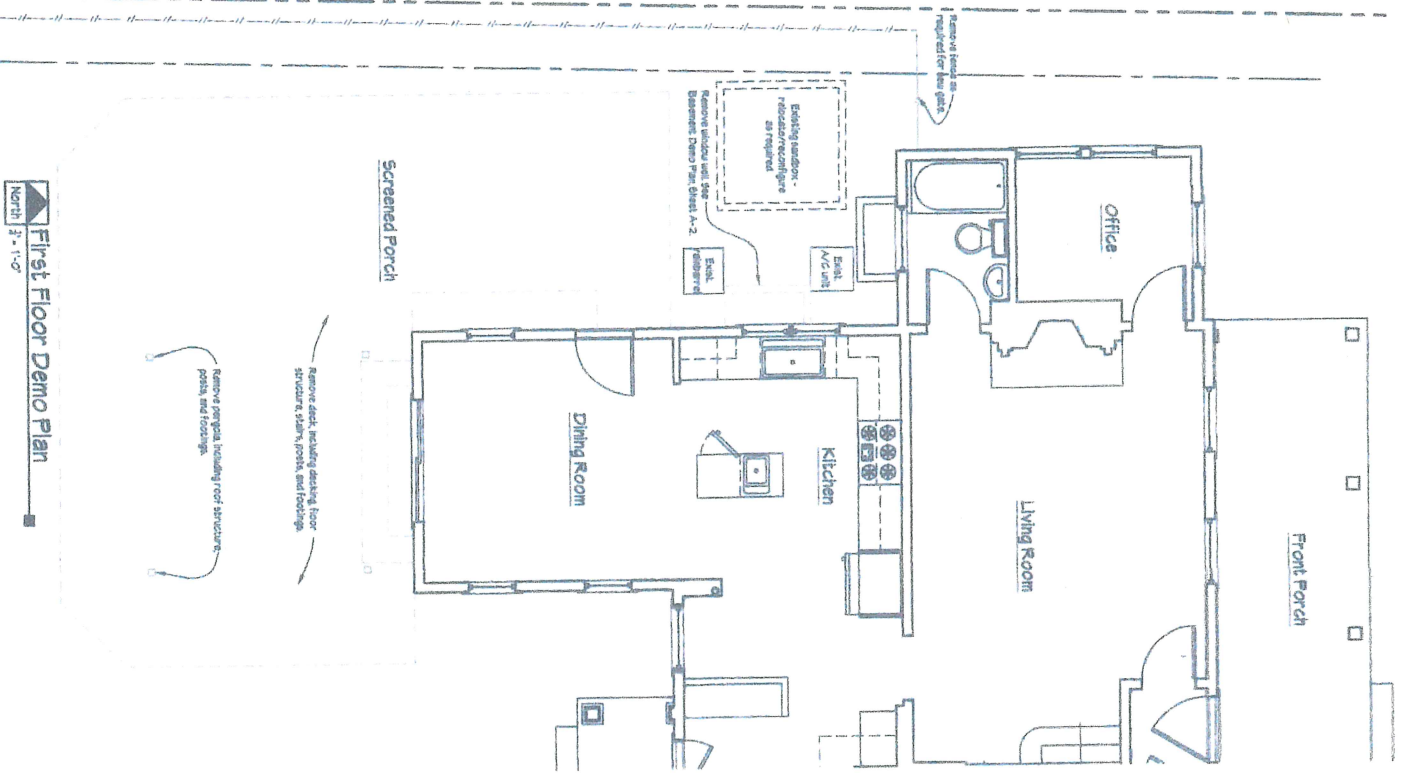 Remove fence as
required for new gate.
Existing sandbox -
relocate/reconfigure
as required
Remove window well. See
Basement Demo Plan, Sheet A-2.
Exist.
rainbarrel
Exist.
A/C unit
Office
Screened Porch
Dining Room
Kitchen
Living Room
Front Porch
Remove deck, including decking, floor
structure, stairs, posts, and footings.
Remove pergola, including roof structure,
posts, and footings.
First Floor Demo Plan
North
1'-0"